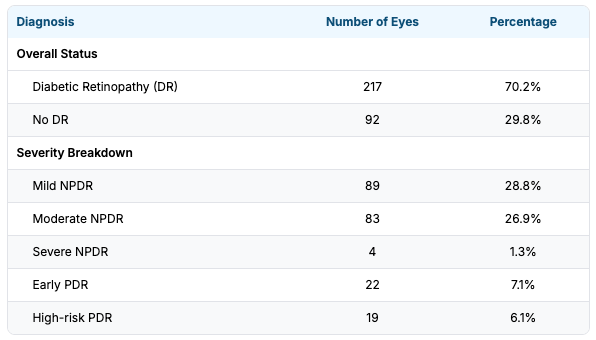 Diagnosis Number of Eyes Percentage
Overall Status
Diabetic Retinopathy (DR) 217 70.2%
No DR 92 29.8%
Severity Breakdown
Mild NPDR 89 28.8%
Moderate NPDR 83 26.9%
Severe NPDR 4 1.3%
Early PDR 22 7.1%
High-risk PDR 19 6.1%